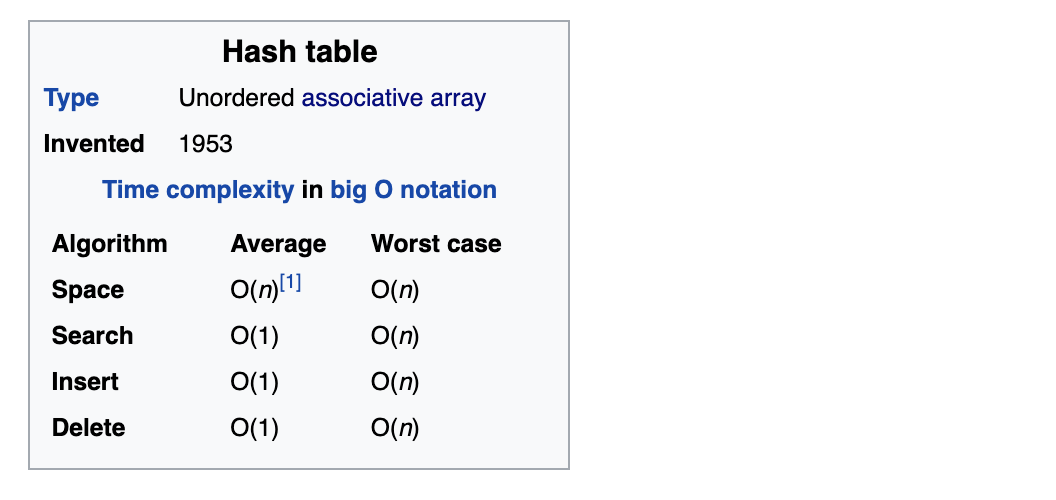 Hash table
Type Unordered associative array
Invented 1953
Time complexity in big O notation
Algorithm Average Worst case
Space O(n)[1] O(n)
Search O(1) O(n)
Insert O(1) O(n)
Delete O(1) O(n)